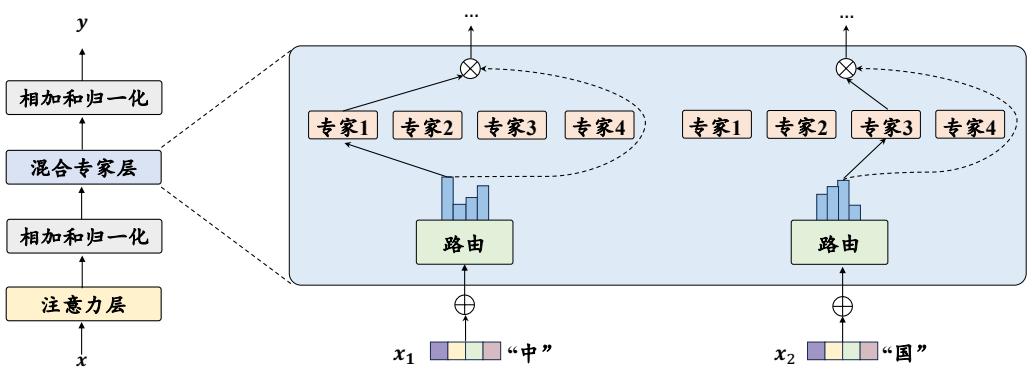 y
相加和归一化
混合专家层
相加和归一化
注意力层
x
...
专家1 专家2 专家3 专家4
路由
x₁ “中”
...
专家1 专家2 专家3 专家4
路由
x₂ “国”